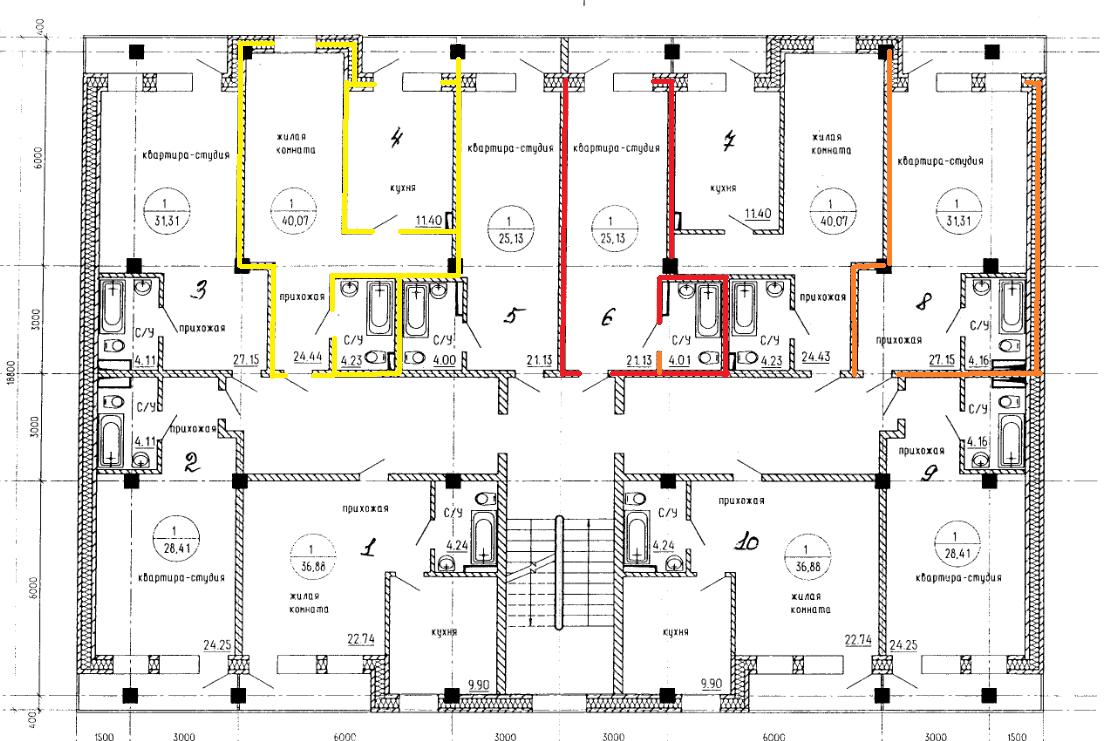 400
6000
3000
18800
3000
6000
400
квартира-студия
1
31,31
3
прихожая
С/У
4.11
27.15
жилая
комната
1
40,07
4
кухня
11.40
прихожая
24.44
С/У
4.23
квартира-студия
1
25,13
5
С/У
4.00
21.13
квартира-студия
1
25,13
6
21.13
С/У
4.01
7
кухня
11.40
жилая
комната
1
40,07
прихожая
С/У
4.23
24.43
квартира-студия
1
31,31
8
прихожая
27.15
С/У
4.16
С/У
4.11
прихожая
2
1
28,41
квартира-студия
24.25
прихожая
1
1
36,88
жилая
комната
22.74
С/У
4.24
кухня
9.90
С/У
4.24
прихожая
10
1
36,88
жилая
комната
22.74
кухня
9.90
прихожая
9
С/У
4.16
1
28,41
квартира-студия
24.25
1500
3000
6000
3000
3000
6000
3000
1500